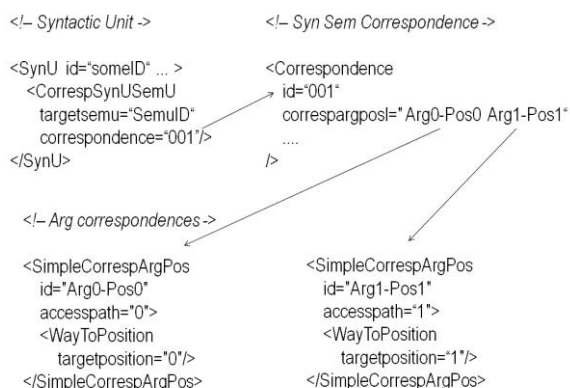 <!– Syntactic Unit ->
<SynU id=“someID“ ... >
<CorrespSynUSemU
targetsemu=“SemuID“
correspondence=“001”/>
</SynU>
<!– Syn Sem Correspondence ->
<Correspondence
id=“001“
correspargposl=" Arg0-Pos0 Arg1-Pos1“
....
/>
<!– Arg correspondences ->
<SimpleCorrespArgPos
id="Arg0-Pos0"
accesspath="0">
<WayToPosition
targetposition="0"/>
</SimpleCorrespArgPos>
<SimpleCorrespArgPos
id="Arg1-Pos1"
accesspath=“1">
<WayToPosition
targetposition=“1"/>
</SimpleCorrespArgPos>